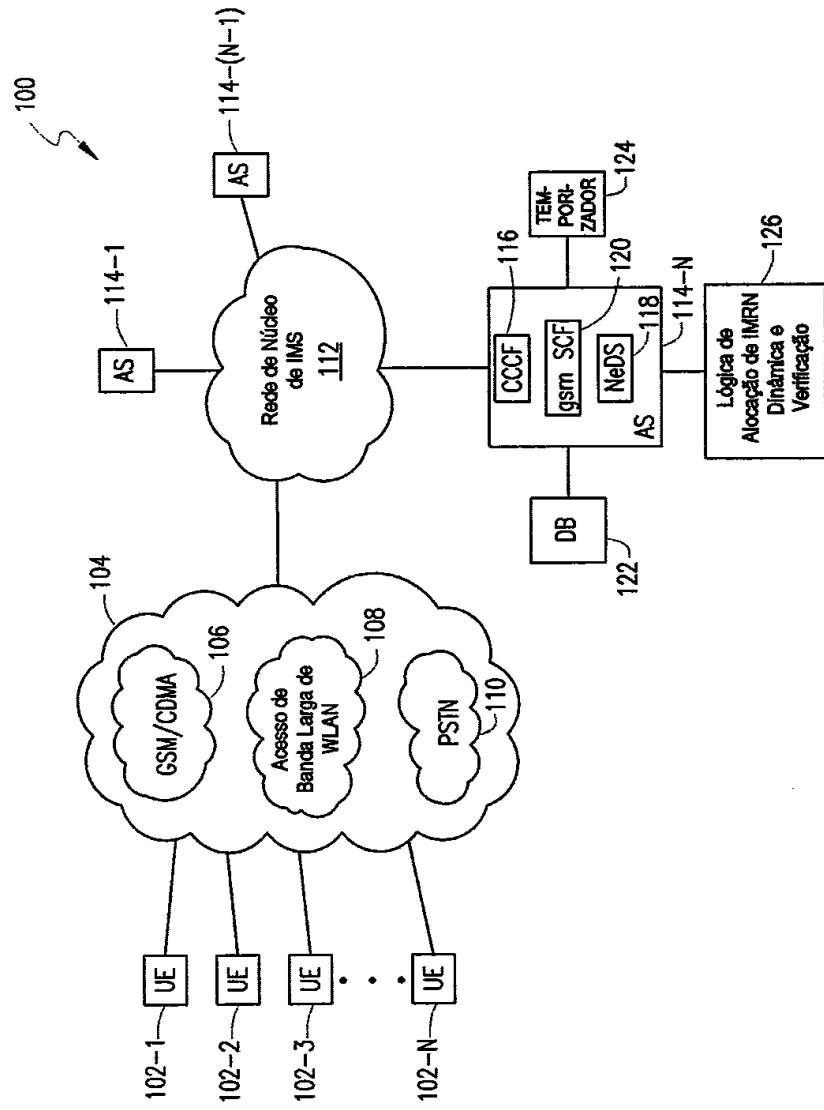 100
104
GSM/CDMA
106
Acesso de
Banda Larga de
WLAN
108
PSTN
110
UE
102-1
UE
102-2
UE
102-3
UE
102-N
Rede de Núcleo
de IMS
112
AS
114-1
AS
114-(N-1)
CCCF
116
gsm SCF
120
NeDS
118
AS
114-N
TEM-
PORI-
ZADOR
124
DB
122
Lógica de
Alocação de IMRN
Dinâmica e
Verificação
126